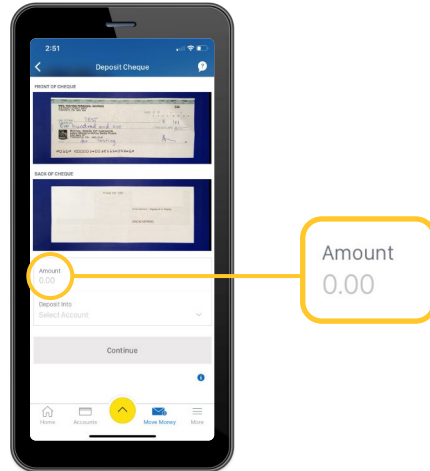 2:51
Deposit Cheque
FRONT OF CHEQUE
BACK OF CHEQUE
Amount
0.00
Deposit Into
Select Account
Continue
Home
Accounts
Move Money
More
Amount
0.00